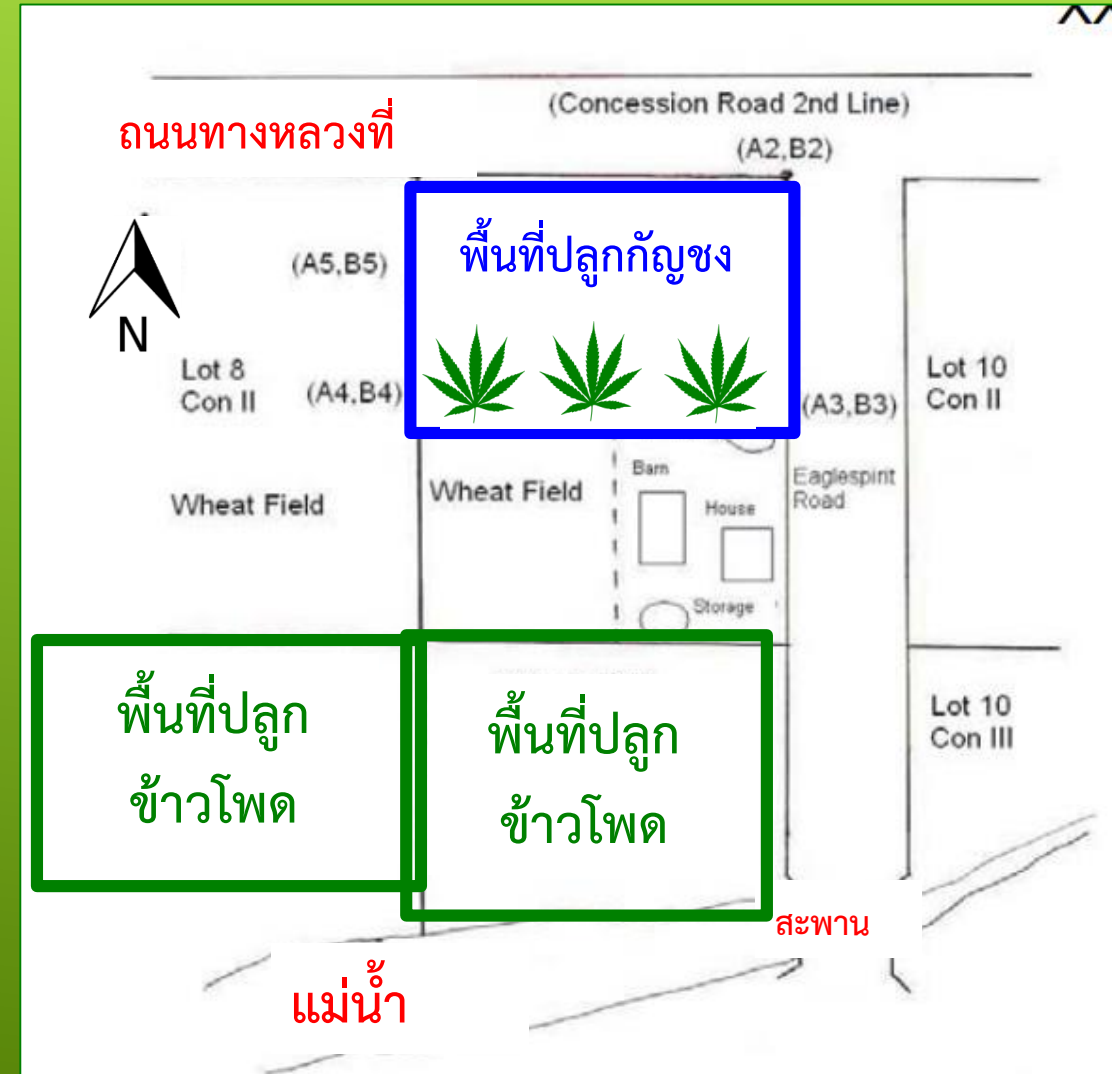 (Concession Road 2nd Line)
ถนนทางหลวงที่
(A2,B2)
พื้นที่ปลูกกัญชง
(A5,B5)
N
Lot 8
Con II
(A4,B4)
(A3,B3)
Lot 10
Con II
Wheat Field
Wheat Field
Barn
House
Storage
Eaglespirit
Road
พื้นที่ปลูก
ข้าวโพด
พื้นที่ปลูก
ข้าวโพด
Lot 10
Con III
สะพาน
แม่น้ำ